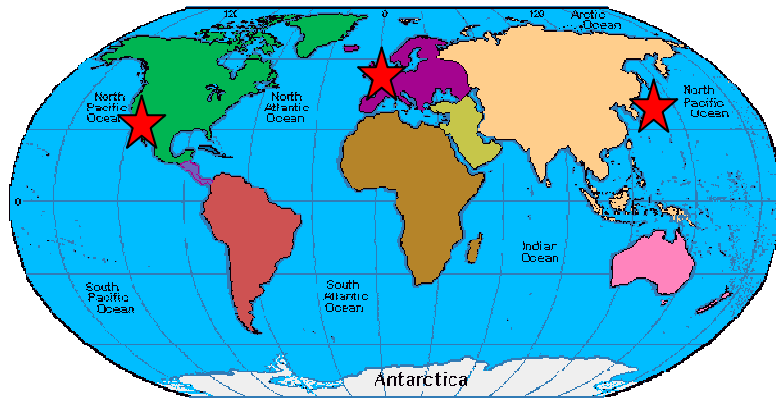 120
0
120
Arctic
Ocean
North
Pacific
Ocean
North
Atlantic
Ocean
North
Pacific
Ocean
0
Indian
Ocean
South
Pacific
Ocean
South
Atlantic
Ocean
Antarctica